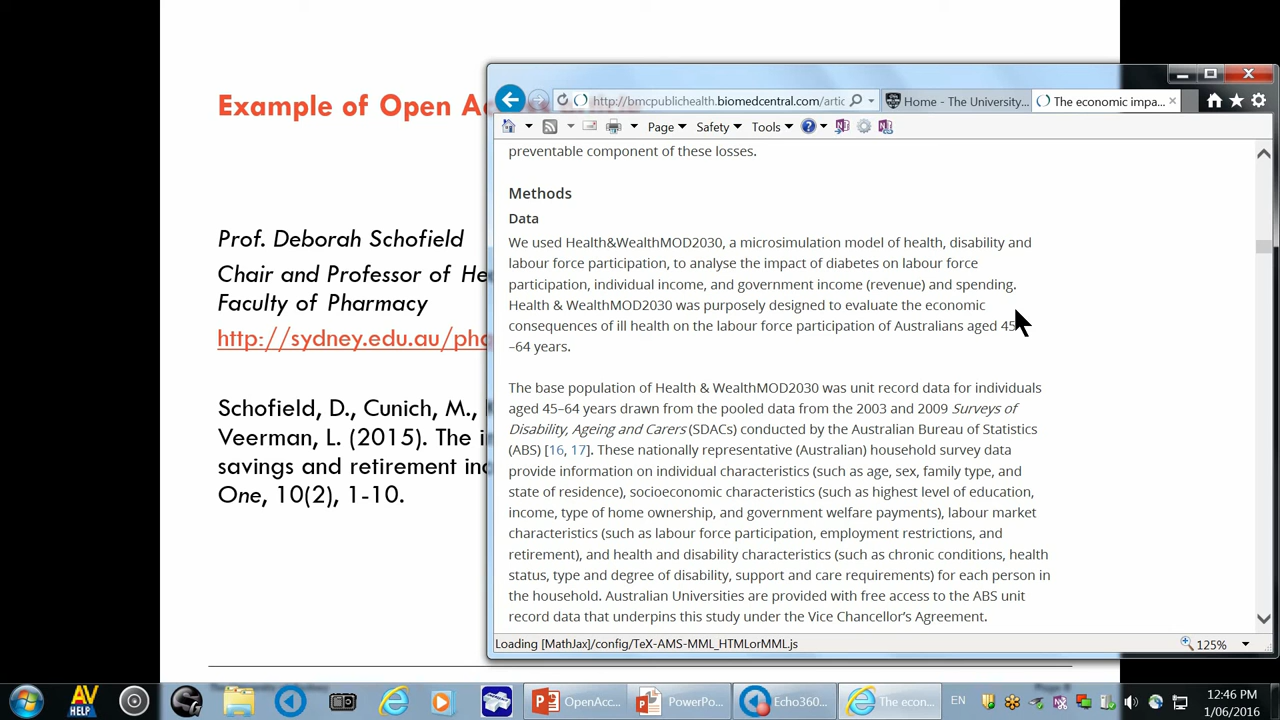 Example of Open Ac
Prof. Deborah Schofield
Chair and Professor of He
Faculty of Pharmacy
http://sydney.edu.au/pha
Schofield, D., Cunich, M.,
Veerman, L. (2015). The i
savings and retirement inc
One, 10(2), 1-10.
http://bmcpublichealth.biomedcentral.com/artic
Home - The University...
The economic impa...
Page
Safety
Tools
preventable component of these losses.
Methods
Data
We used Health&WealthMOD2030, a microsimulation model of health, disability and
labour force participation, to analyse the impact of diabetes on labour force
participation, individual income, and government income (revenue) and spending.
Health & WealthMOD2030 was purposely designed to evaluate the economic
consequences of ill health on the labour force participation of Australians aged 45
–64 years.
The base population of Health & WealthMOD2030 was unit record data for individuals
aged 45–64 years drawn from the pooled data from the 2003 and 2009 Surveys of
Disability, Ageing and Carers (SDACs) conducted by the Australian Bureau of Statistics
(ABS) [16, 17]. These nationally representative (Australian) household survey data
provide information on individual characteristics (such as age, sex, family type, and
state of residence), socioeconomic characteristics (such as highest level of education,
income, type of home ownership, and government welfare payments), labour market
characteristics (such as labour force participation, employment restrictions, and
retirement), and health and disability characteristics (such as chronic conditions, health
status, type and degree of disability, support and care requirements) for each person in
the household. Australian Universities are provided with free access to the ABS unit
record data that underpins this study under the Vice Chancellor's Agreement.
Loading [MathJax]/config/TeX-AMS-MML_HTMLorMML.js
125%
AV
HELP
OpenAcc...
PowerPo...
Echo360...
The econ...
EN
12:46 PM
1/06/2016